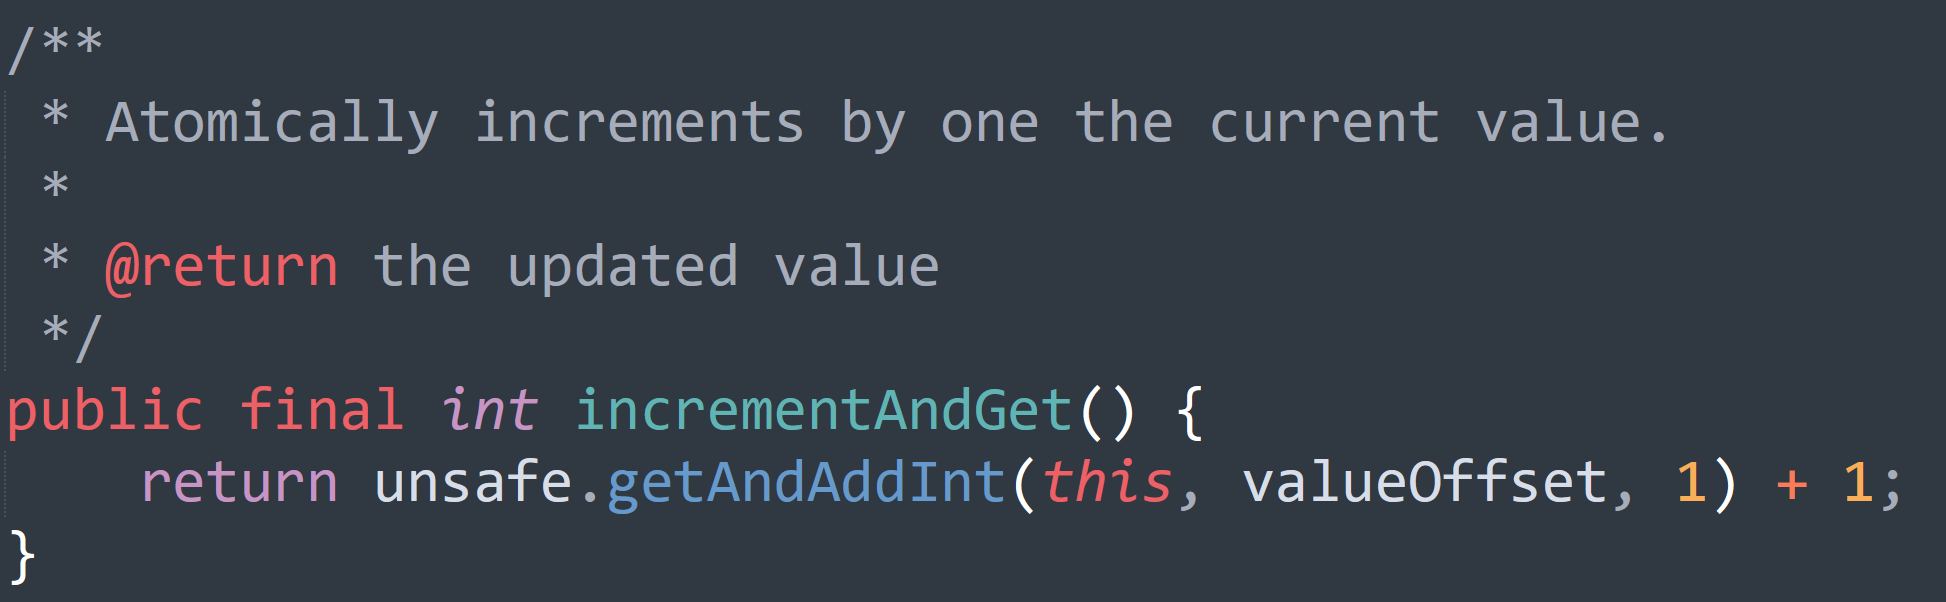 /**
 * Atomically increments by one the current value.
 *
 * @return the updated value
 */
public final int incrementAndGet() {
    return unsafe.getAndAddInt(this, valueOffset, 1) + 1;
}